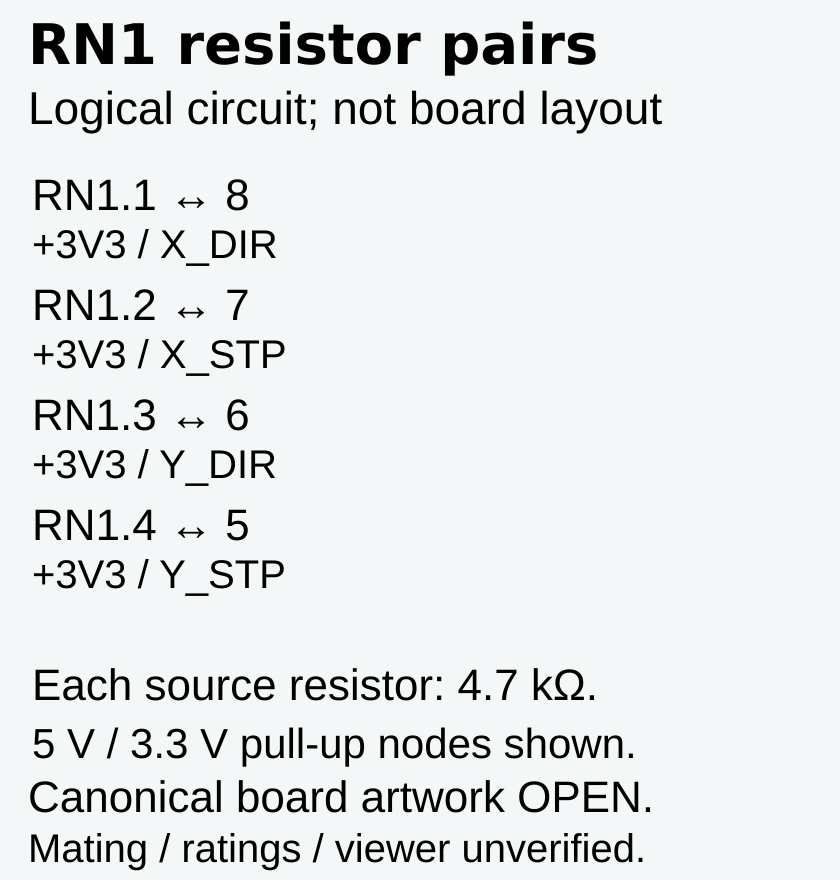 RN1 resistor pairs
Logical circuit; not board layout
RN1.1 ↔ 8
+3V3 / X_DIR
RN1.2 ↔ 7
+3V3 / X_STP
RN1.3 ↔ 6
+3V3 / Y_DIR
RN1.4 ↔ 5
+3V3 / Y_STP
Each source resistor: 4.7 kΩ.
5 V / 3.3 V pull-up nodes shown.
Canonical board artwork OPEN.
Mating / ratings / viewer unverified.